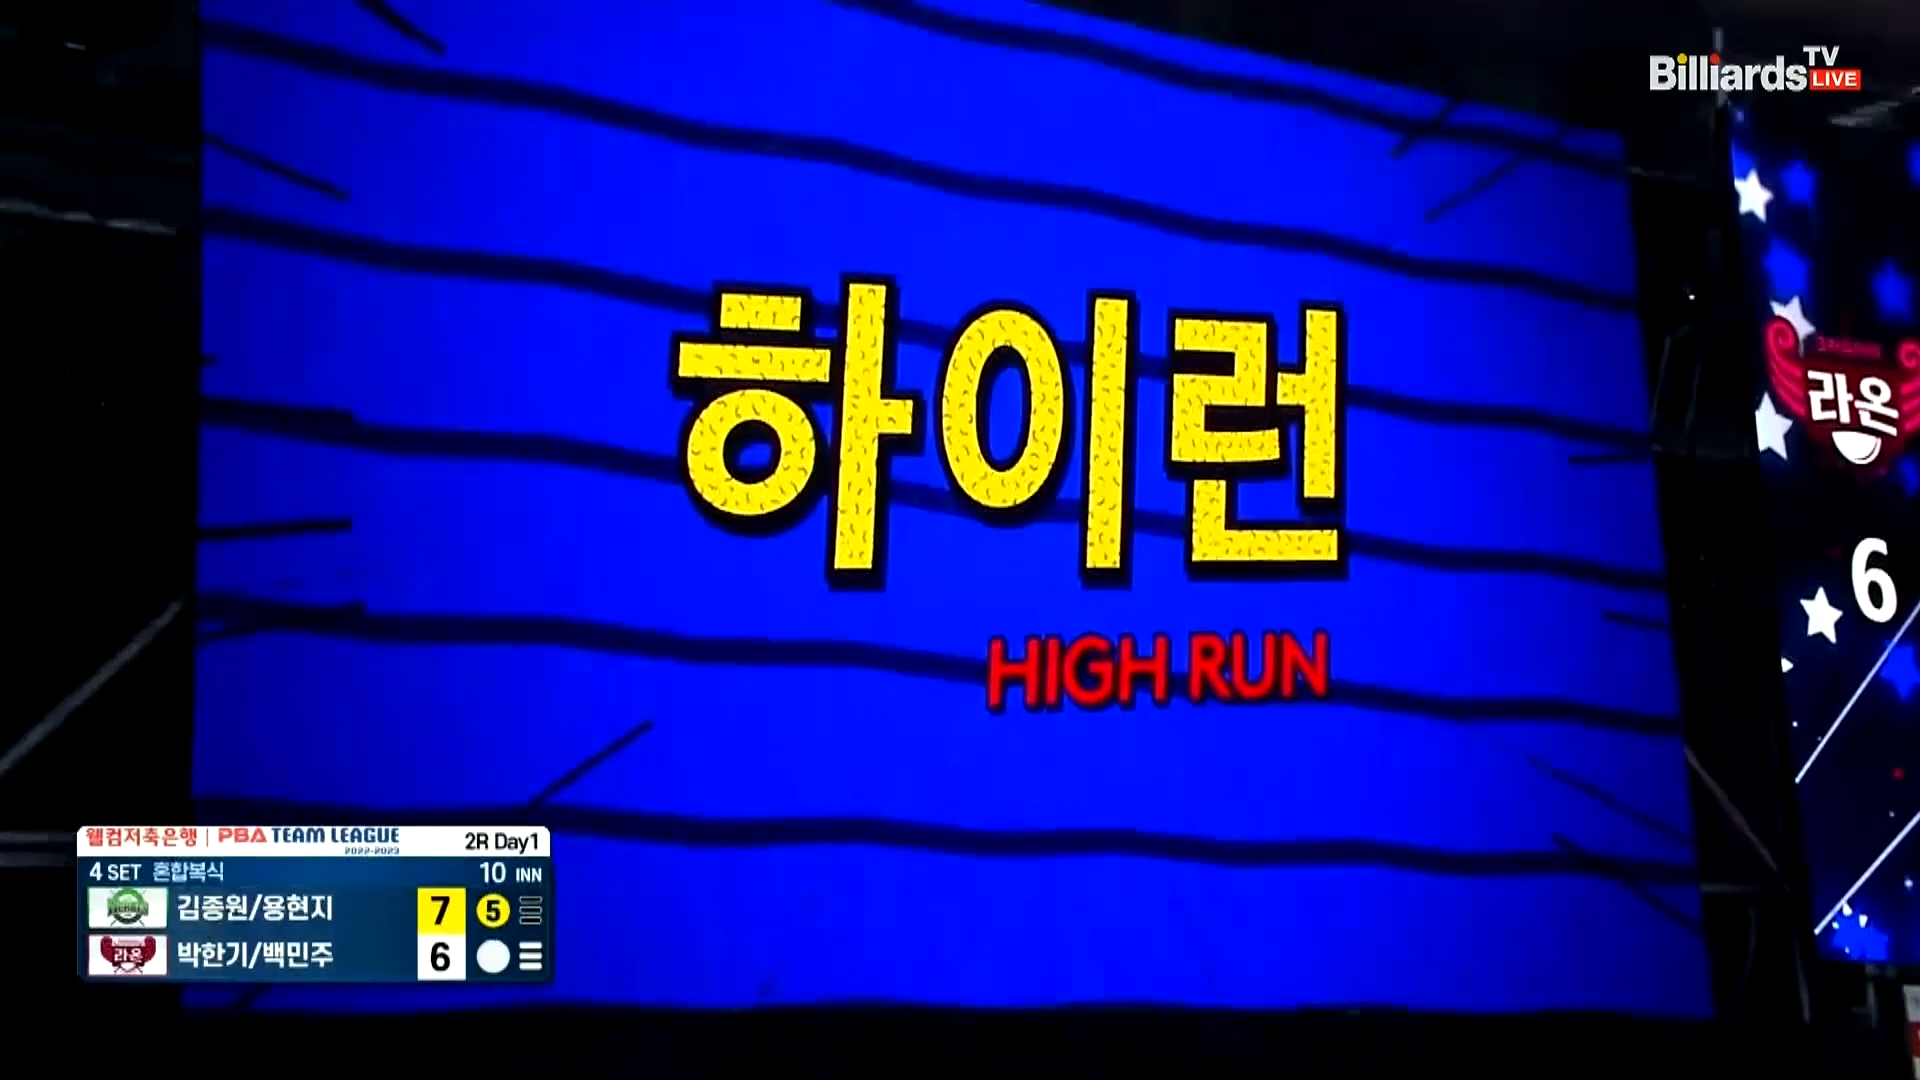 Billiards TV
LIVE
하이런
HIGH RUN
라온
6
웰컴저축은행 | PBA TEAM LEAGUE
2022-2023
2R Day1
4 SET 혼합복식 10 INN
김종원/용현지 7 5
라온 박한기/백민주 6